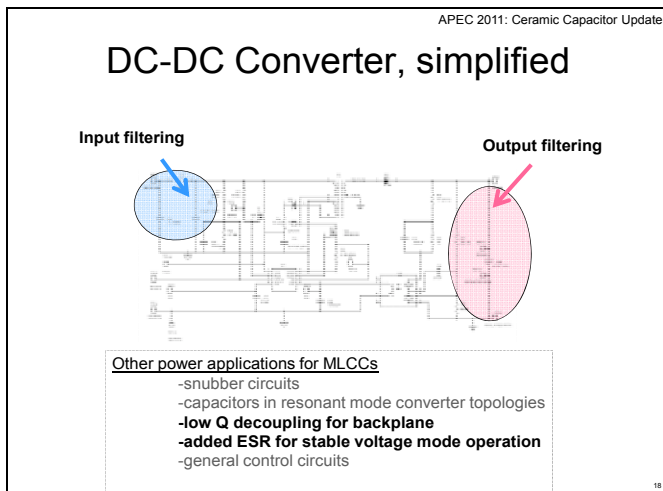 APEC 2011: Ceramic Capacitor Update
DC-DC Converter, simplified
Input filtering
Output filtering
Other power applications for MLCCs
-snubber circuits
-capacitors in resonant mode converter topologies
-low Q decoupling for backplane
-added ESR for stable voltage mode operation
-general control circuits
18